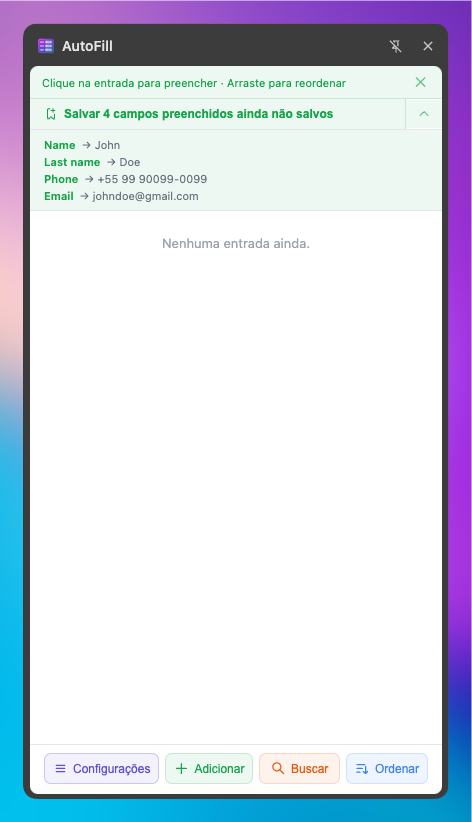 AutoFill
Clique na entrada para preencher · Arraste para reordenar
Salvar 4 campos preenchidos ainda não salvos
Name → John
Last name → Doe
Phone → +55 99 90099-0099
Email → johndoe@gmail.com
Nenhuma entrada ainda.
Configurações Adicionar Buscar Ordenar